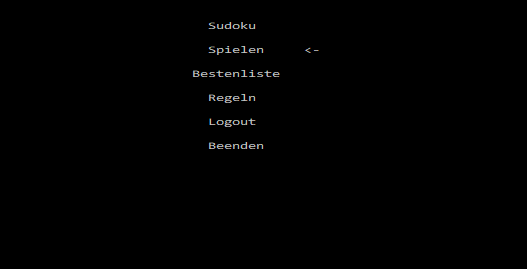 Sudoku
Spielen <-
Bestenliste
Regeln
Logout
Beenden